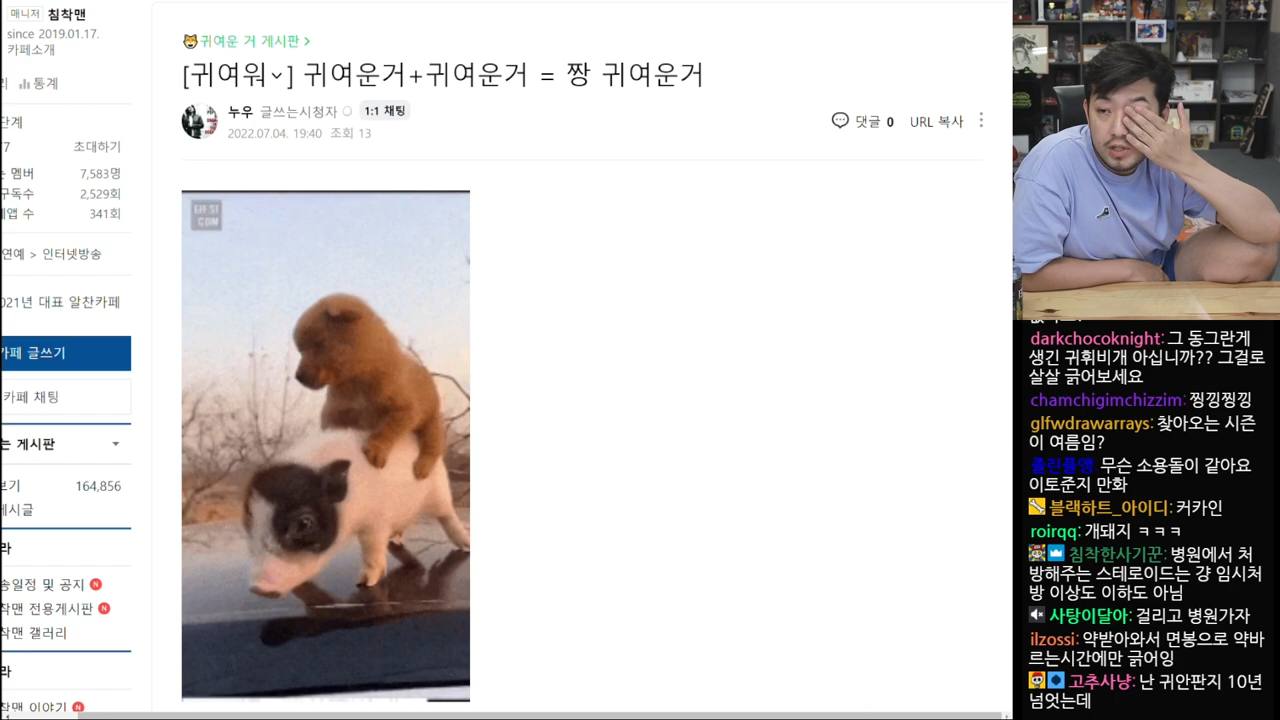 매니저 침착맨
since 2019.01.17.
카페소개
리 통계
단계
77 초대하기
는 멤버 7,583명
구독수 2,529회
앱 수 341회
연예 > 인터넷방송
021년 대표 알찬카페
카페 글쓰기
카페 채팅
는 게시판
보기 164,856
게시글
라
송일정 및 공지 N
착맨 전용게시판 N
착맨 갤러리
라
착맨 이야기 N
귀여운 거 게시판 >
[귀여워~] 귀여운거+귀여운거 = 짱 귀여운거
누우 글쓰는시청자 1:1 채팅
2022.07.04. 19:40 조회 13
댓글 0 URL 복사
COM
darkchocoknight: 그 동그란게
생긴 귀휘비개 아십니까?? 그걸로
살살 긁어보세요
chamchigimchizzim: 찡낑찡낑
glfwdrawarrays: 찾아오는 시즌
이 여름임?
졸린플맹: 무슨 소용돌이 같아요
이토준지 만화
블랙하트_아이디: 커카인
roirqq: 개돼지 ㅋㅋㅋ
침착한사기꾼: 병원에서 처
방해주는 스테로이드는 걍 임시처
방 이상도 이하도 아님
사탕이달아: 걸리고 병원가자
ilzossi: 약받아와서 면봉으로 약바
르는시간에만 긁어잉
고추사냥: 난 귀안판지 10년
넘엇는데